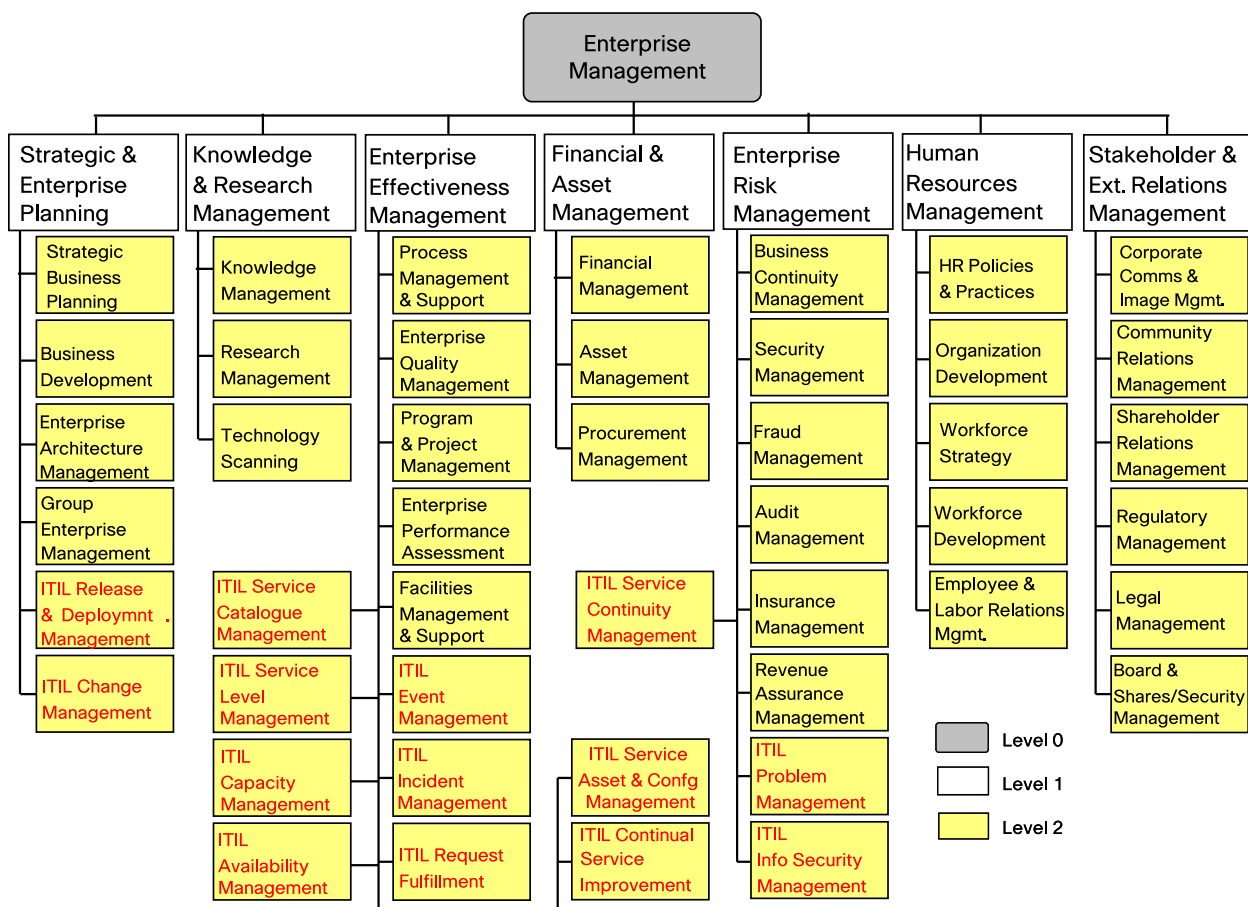 Enterprise
Management
Strategic &
Enterprise
Planning
Knowledge
& Research
Management
Enterprise
Effectiveness
Management
Financial &
Asset
Management
Enterprise
Risk
Management
Human
Resources
Management
Stakeholder &
Ext. Relations
Management
Strategic
Business
Planning
Business
Development
Enterprise
Architecture
Management
Group
Enterprise
Management
ITIL Release
& Deploymnt .
Management
ITIL Change
Management
Knowledge
Management
Research
Management
Technology
Scanning
ITIL Service
Catalogue
Management
ITIL Service
Level
Management
ITIL
Capacity
Management
ITIL
Availability
Management
Process
Management
& Support
Enterprise
Quality
Management
Program
& Project
Management
Enterprise
Performance
Assessment
Facilities
Management
& Support
ITIL
Event
Management
ITIL
Incident
Management
ITIL Request
Fulfillment
Financial
Management
Asset
Management
Procurement
Management
ITIL Service
Continuity
Management
ITIL Service
Asset & Confg
Management
ITIL Continual
Service
Improvement
Business
Continuity
Management
Security
Management
Fraud
Management
Audit
Management
Insurance
Management
Revenue
Assurance
Management
ITIL
Problem
Management
ITIL
Info Security
Management
HR Policies
& Practices
Organization
Development
Workforce
Strategy
Workforce
Development
Employee &
Labor Relations
Mgmt.
Corporate
Comms &
Image Mgmt.
Community
Relations
Management
Shareholder
Relations
Management
Regulatory
Management
Legal
Management
Board &
Shares/Security
Management
Level 0
Level 1
Level 2